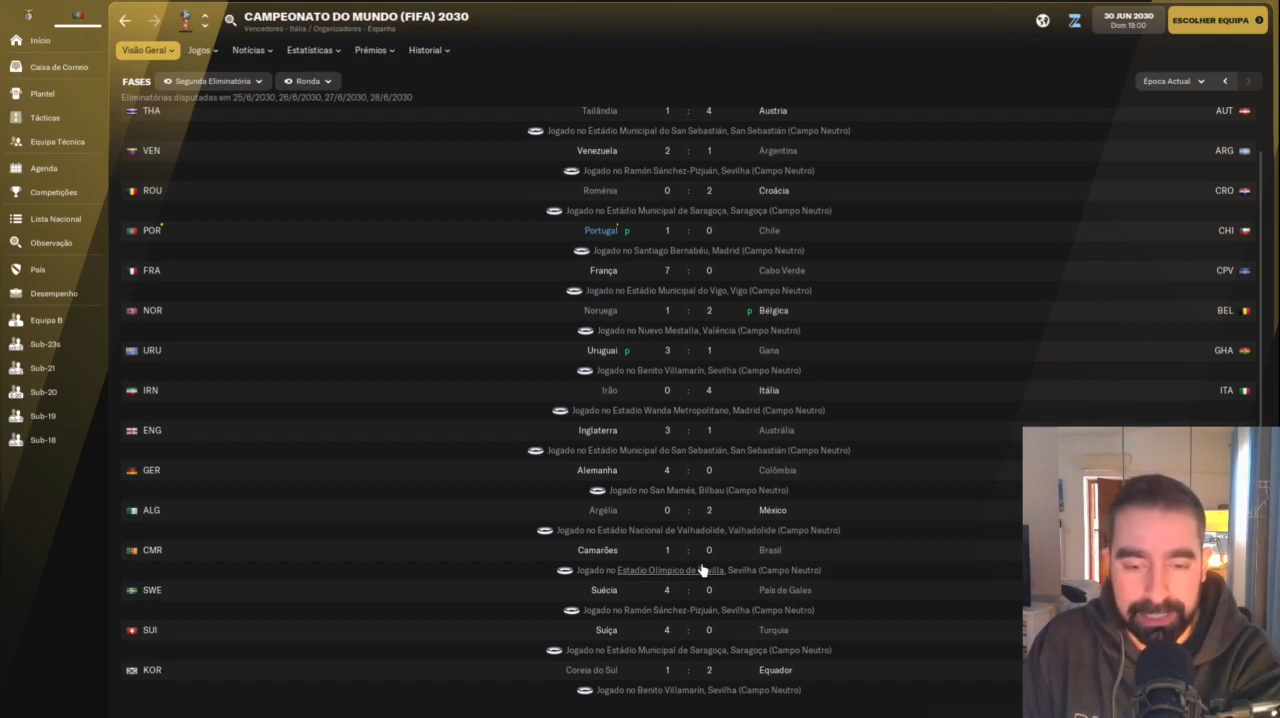 CAMPEONATO DO MUNDO (FIFA) 2030
Vencedores - Itália / Organizadores - Espanha
30 JUN 2030
Dom 19:00
ESCOLHER EQUIPA
Início
Caixa de Correio
Plantel
Tácticas
Equipa Técnica
Agenda
Competições
Lista Nacional
Observação
País
Desempenho
Equipa B
Sub-23s
Sub-21
Sub-20
Sub-19
Sub-18
Visão Geral Jogos Notícias Estatísticas Prémios Historial
FASES Segunda Eliminatória Ronda Época Actual
Eliminatórias disputadas em 25/6/2030, 26/6/2030, 27/6/2030, 28/6/2030
THA Tailândia 1 : 4 Áustria AUT
Jogado no Estádio Municipal do San Sebastián, San Sebastián (Campo Neutro)
VEN Venezuela 2 : 1 Argentina ARG
Jogado no Ramón Sánchez-Pizjuán, Sevilha (Campo Neutro)
ROU Roménia 0 : 2 Croácia CRO
Jogado no Estádio Municipal de Saragoça, Saragoça (Campo Neutro)
POR Portugal p 1 : 0 Chile CHI
Jogado no Santiago Bernabéu, Madrid (Campo Neutro)
FRA França 7 : 0 Cabo Verde CPV
Jogado no Estádio Municipal do Vigo, Vigo (Campo Neutro)
NOR Noruega 1 : 2 p Bélgica BEL
Jogado no Nuevo Mestalla, Valência (Campo Neutro)
URU Uruguai p 3 : 1 Gana GHA
Jogado no Benito Villamarín, Sevilha (Campo Neutro)
IRN Irão 0 : 4 Itália ITA
Jogado no Estadio Wanda Metropolitano, Madrid (Campo Neutro)
ENG Inglaterra 3 : 1 Austrália
Jogado no Estádio Municipal do San Sebastián, San Sebastián (Campo Neutro)
GER Alemanha 4 : 0 Colômbia
Jogado no San Mamés, Bilbau (Campo Neutro)
ALG Argélia 0 : 2 México
Jogado no Estádio Nacional de Valhadolide, Valhadolide (Campo Neutro)
CMR Camarões 1 : 0 Brasil
Jogado no Estadio Olímpico de Sevilla, Sevilha (Campo Neutro)
SWE Suécia 4 : 0 País de Gales
Jogado no Ramón Sánchez-Pizjuán, Sevilha (Campo Neutro)
SUI Suíça 4 : 0 Turquia
Jogado no Estádio Municipal de Saragoça, Saragoça (Campo Neutro)
KOR Coreia do Sul 1 : 2 Equador
Jogado no Benito Villamarín, Sevilha (Campo Neutro)